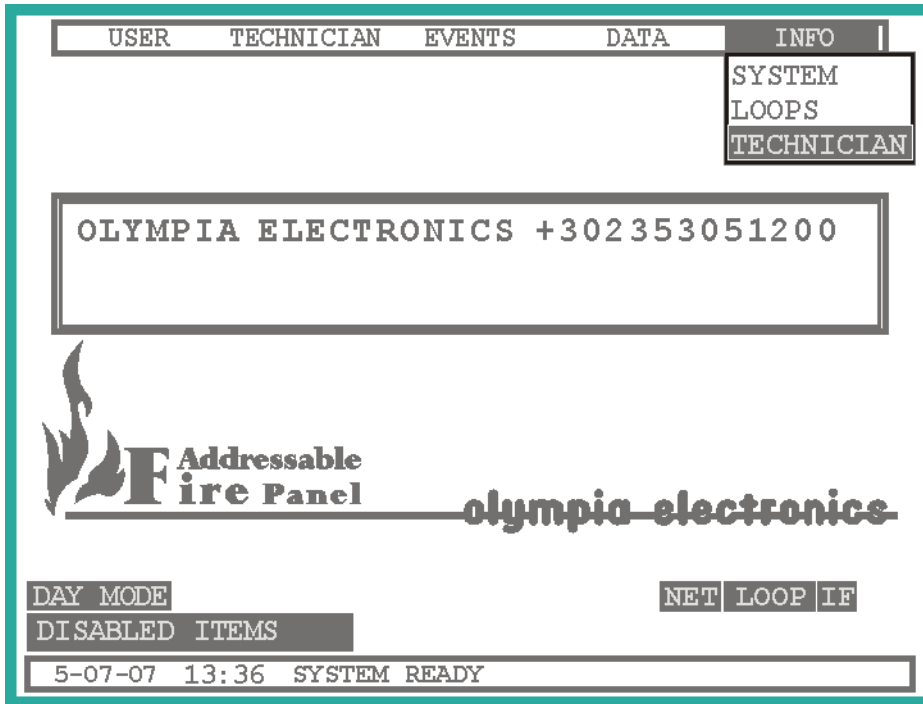 USER TECHNICIAN EVENTS DATA INFO
SYSTEM
LOOPS
TECHNICIAN
OLYMPIA ELECTRONICS +302353051200
Addressable
Fire Panel
olympia electronics
DAY MODE NET LOOP IF
DISABLED ITEMS
5-07-07 13:36 SYSTEM READY